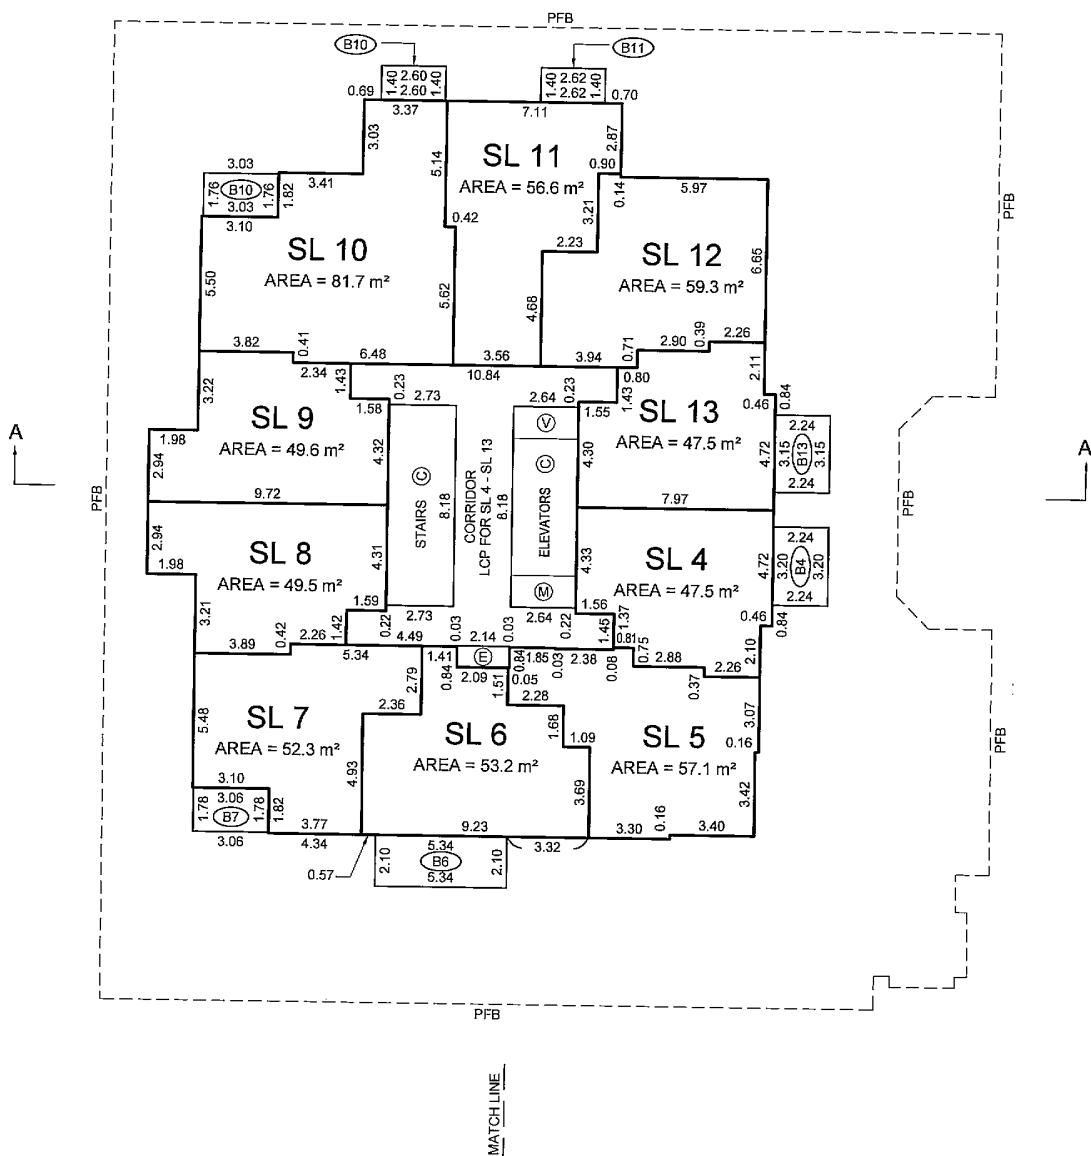 PFB
B10
B11
1.40 2.60 1.40
2.60
1.40 2.62 1.40
2.62
0.69
3.37
7.11
0.70
3.03
5.14
2.87
SL 11
AREA = 56.6 m²
0.90
0.14
5.97
3.03
1.76 B10 1.76
3.03
1.82
3.41
3.10
0.42
3.21
2.23
PFB
SL 10
AREA = 81.7 m²
SL 12
AREA = 59.3 m²
5.50
5.62
4.68
6.65
3.82
0.41
6.48
3.56
3.94
0.71
2.90
0.39
2.26
2.34
1.43
10.84
0.80
1.43
2.11
3.22
0.23
2.73
2.64
0.23
1.58
1.55
0.46
0.84
SL 9
AREA = 49.6 m²
SL 13
AREA = 47.5 m²
V
A
1.98
2.94
4.32
4.30
4.72
2.24
3.15 B13 3.15
2.24
A
PFB
PFB
9.72
7.97
STAIRS C
8.18
CORRIDOR
LCP FOR SL 4 - SL 13
8.18
ELEVATORS C
M
2.94
1.98
SL 8
AREA = 49.5 m²
SL 4
AREA = 47.5 m²
4.31
4.33
4.72
2.24
3.20 B4 3.20
2.24
3.21
1.59
1.42
0.22
2.73
2.64
0.22
1.56
1.45
1.37
0.46
0.84
3.89
0.42
2.26
4.49
0.03
2.14
0.03
0.81
5.34
1.41
0.84
E
0.84
1.85
0.03
2.38
0.08
0.75
2.88
0.37
2.26
2.10
2.79
2.09
1.51
0.05
2.28
2.36
1.68
1.09
3.07
0.16
5.48
SL 7
AREA = 52.3 m²
SL 6
AREA = 53.2 m²
SL 5
AREA = 57.1 m²
PFB
4.93
3.69
3.42
3.10
3.06
1.78 B7 1.78
3.06
1.82
3.77
4.34
9.23
3.30
0.16
3.40
0.57
5.34
2.10 B6 2.10
5.34
3.32
PFB
MATCH LINE